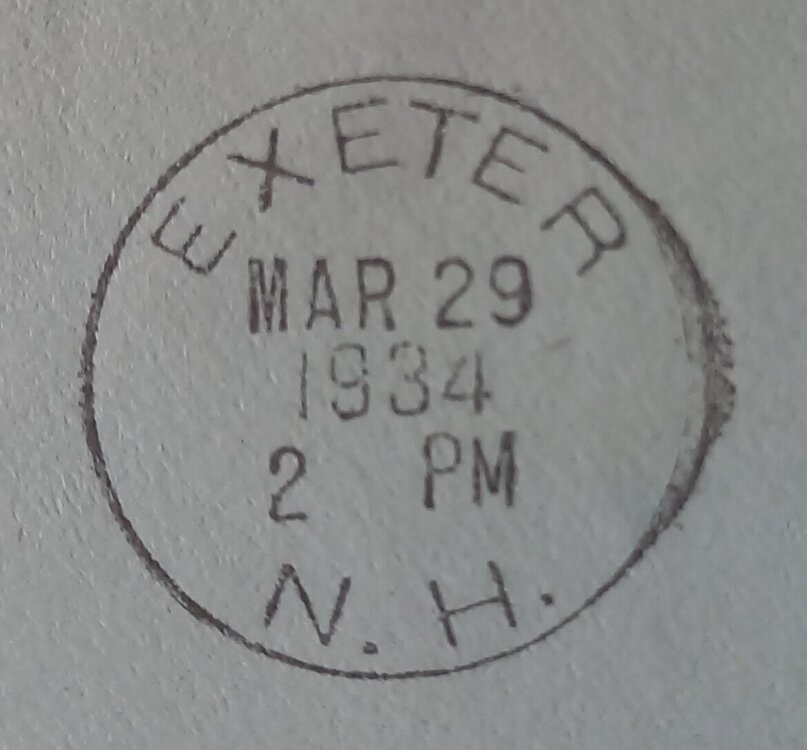 EXETER
MAR 29
1934
2 PM
N. H.